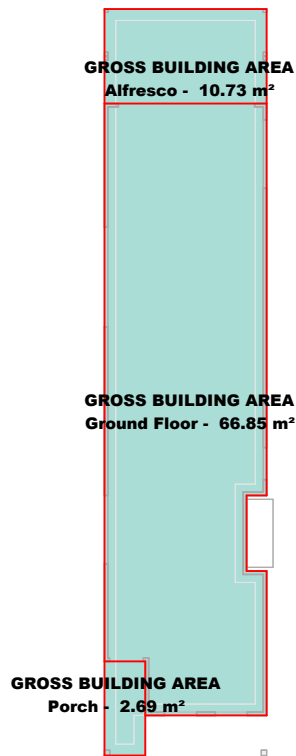 GROSS BUILDING AREA
Alfresco - 10.73 m²
GROSS BUILDING AREA
Ground Floor - 66.85 m²
GROSS BUILDING AREA
Porch - 2.69 m²